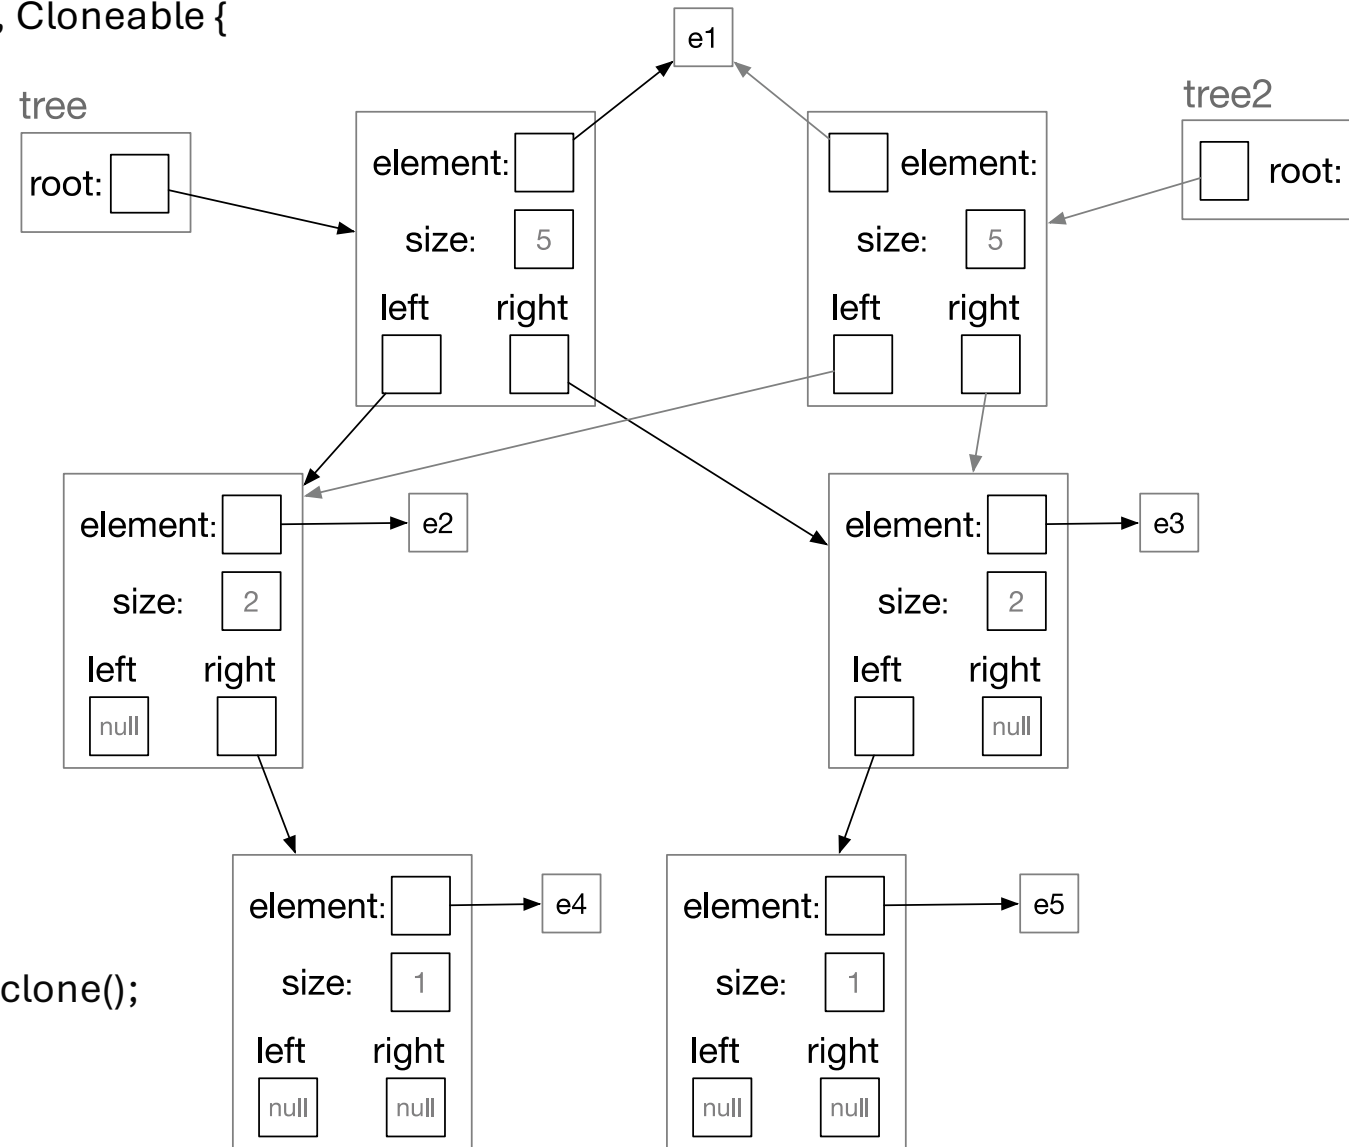 , Cloneable {
e1
tree
tree2
root:
element:
element:
root:
size: 5
size: 5
left right
left right
element:
e2
element:
e3
size: 2
size: 2
left right
left right
null
null
element:
e4
element:
e5
size: 1
size: 1
clone();
left right
left right
null null
null null